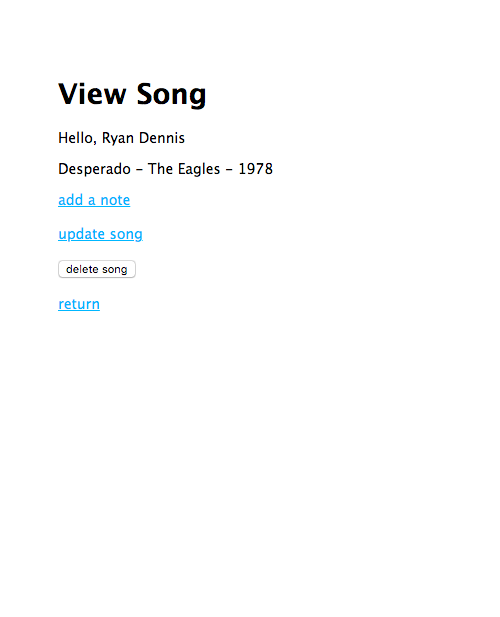 View Song
Hello, Ryan Dennis
Desperado – The Eagles – 1978
add a note
update song
delete song
return